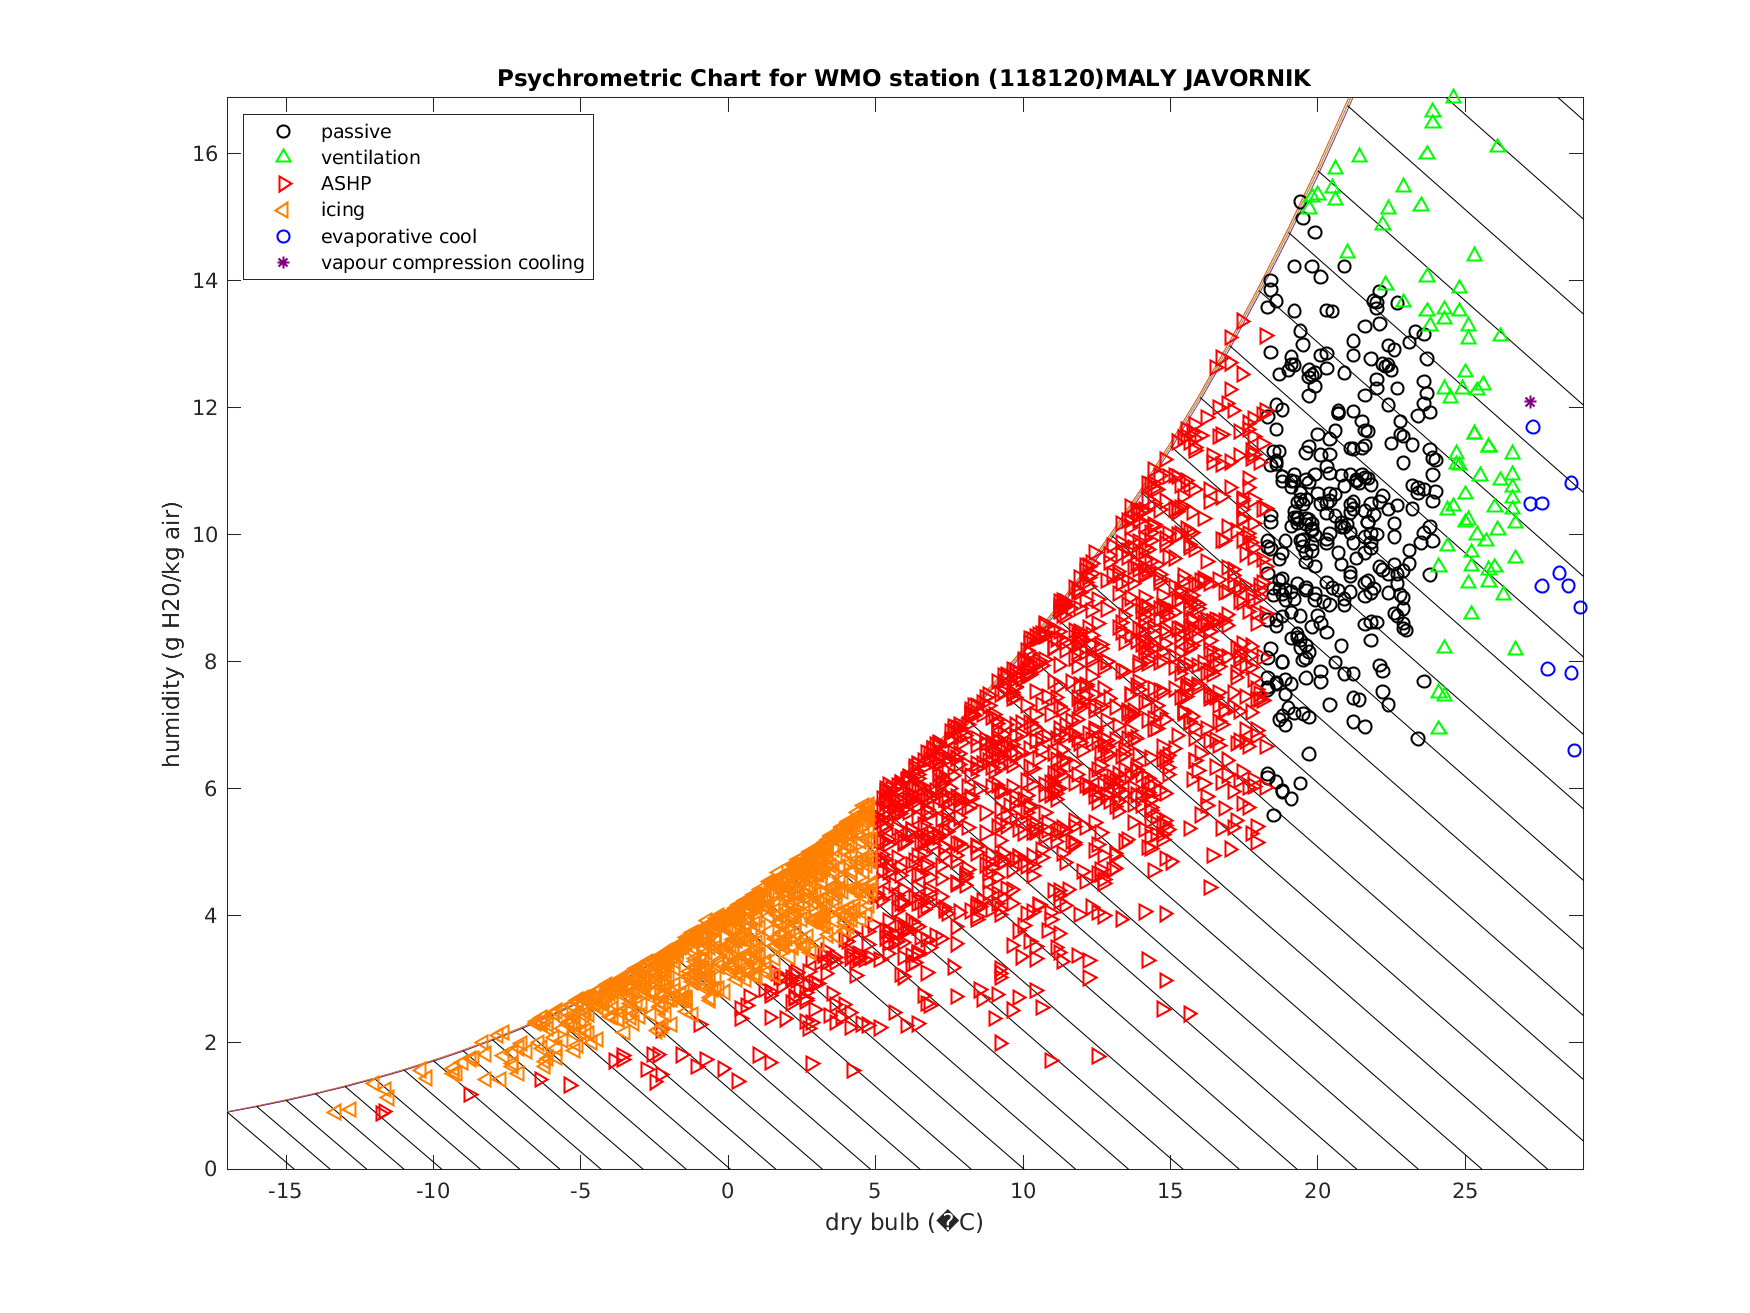 Psychrometric Chart for WMO station (118120)MALY JAVORNIK
passive
ventilation
ASHP
icing
evaporative cool
vapour compression cooling
humidity (g H20/kg air)
16
14
12
10
8
6
4
2
0
-15 -10 -5 0 5 10 15 20 25
dry bulb (�C)